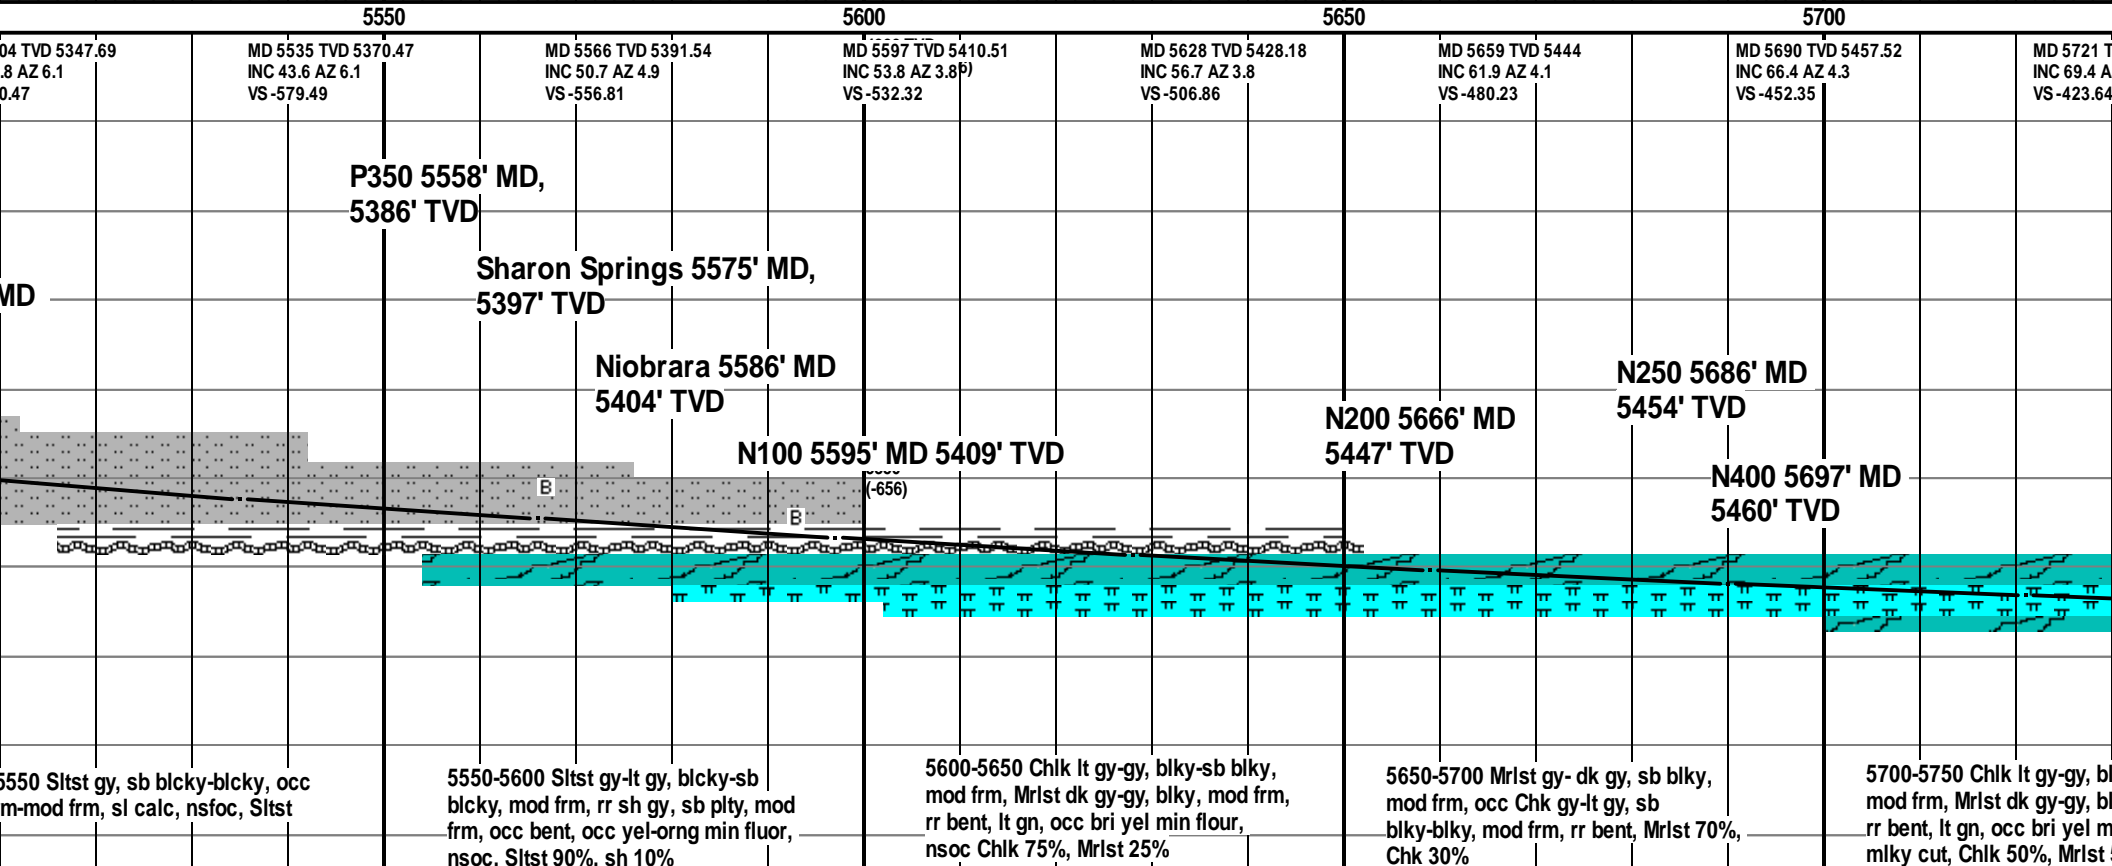 5550 5600 5650 5700
04 TVD 5347.69
.8 AZ 6.1
0.47
MD 5535 TVD 5370.47
INC 43.6 AZ 6.1
VS -579.49
MD 5566 TVD 5391.54
INC 50.7 AZ 4.9
VS -556.81
MD 5597 TVD 5410.51
INC 53.8 AZ 3.8
VS -532.32
MD 5628 TVD 5428.18
INC 56.7 AZ 3.8
VS -506.86
MD 5659 TVD 5444
INC 61.9 AZ 4.1
VS -480.23
MD 5690 TVD 5457.52
INC 66.4 AZ 4.3
VS -452.35
MD 5721 T
INC 69.4 A
VS -423.64
P350 5558' MD,
5386' TVD
Sharon Springs 5575' MD,
5397' TVD
MD
Niobrara 5586' MD
5404' TVD
N100 5595' MD 5409' TVD
(-656)
N200 5666' MD
5447' TVD
N250 5686' MD
5454' TVD
N400 5697' MD
5460' TVD
B
B
5550 Sltst gy, sb blcky-blcky, occ
m-mod frm, sl calc, nsfoc, Sltst
5550-5600 Sltst gy-lt gy, blcky-sb
blcky, mod frm, rr sh gy, sb plty, mod
frm, occ bent, occ yel-orng min fluor,
nsoc, Sltst 90%, sh 10%
5600-5650 Chlk lt gy-gy, blky-sb blky,
mod frm, Mrlst dk gy-gy, blky, mod frm,
rr bent, lt gn, occ bri yel min flour,
nsoc Chlk 75%, Mrlst 25%
5650-5700 Mrlst gy- dk gy, sb blky,
mod frm, occ Chk gy-lt gy, sb
blky-blky, mod frm, rr bent, Mrlst 70%,
Chk 30%
5700-5750 Chlk lt gy-gy, bl
mod frm, Mrlst dk gy-gy, bl
rr bent, lt gn, occ bri yel m
mlky cut, Chlk 50%, Mrlst